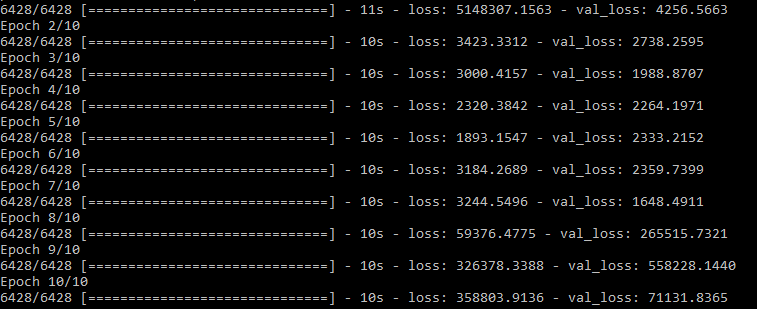 6428/6428 [==============================] - 11s - loss: 5148307.1563 - val_loss: 4256.5663
Epoch 2/10
6428/6428 [==============================] - 10s - loss: 3423.3312 - val_loss: 2738.2595
Epoch 3/10
6428/6428 [==============================] - 10s - loss: 3000.4157 - val_loss: 1988.8707
Epoch 4/10
6428/6428 [==============================] - 10s - loss: 2320.3842 - val_loss: 2264.1971
Epoch 5/10
6428/6428 [==============================] - 10s - loss: 1893.1547 - val_loss: 2333.2152
Epoch 6/10
6428/6428 [==============================] - 10s - loss: 3184.2689 - val_loss: 2359.7399
Epoch 7/10
6428/6428 [==============================] - 10s - loss: 3244.5496 - val_loss: 1648.4911
Epoch 8/10
6428/6428 [==============================] - 10s - loss: 59376.4775 - val_loss: 265515.7321
Epoch 9/10
6428/6428 [==============================] - 10s - loss: 326378.3388 - val_loss: 558228.1440
Epoch 10/10
6428/6428 [==============================] - 10s - loss: 358803.9136 - val_loss: 71131.8365